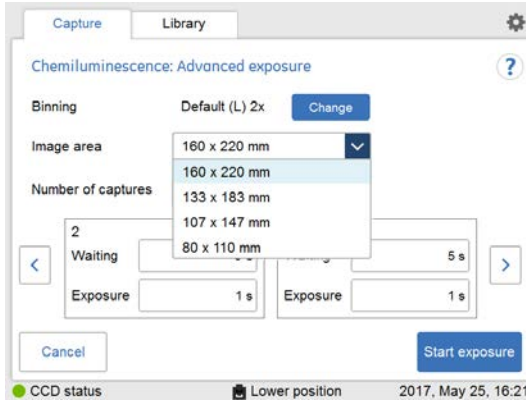 Capture Library
Chemiluminescence: Advanced exposure ?
Binning Default (L) 2x Change
Image area 160 x 220 mm
160 x 220 mm
133 x 183 mm
Number of captures
107 x 147 mm
80 x 110 mm
2
Waiting 5 s
Exposure 1 s Exposure 1 s
Cancel Start exposure
CCD status Lower position 2017, May 25, 16:21